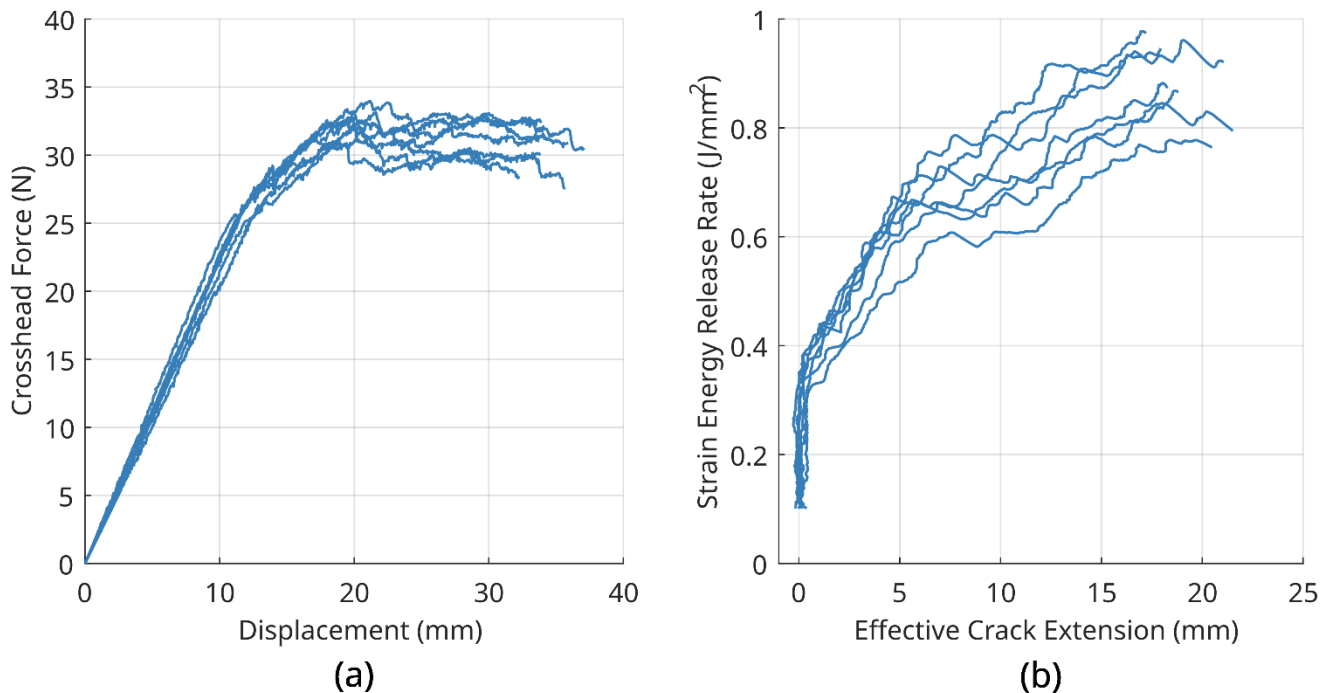 40
35
30
25
20
15
10
5
0
Crosshead Force (N)
0 10 20 30 40
Displacement (mm)
(a)
1
0.8
0.6
0.4
0.2
0
Strain Energy Release Rate (J/mm²)
0 5 10 15 20 25
Effective Crack Extension (mm)
(b)